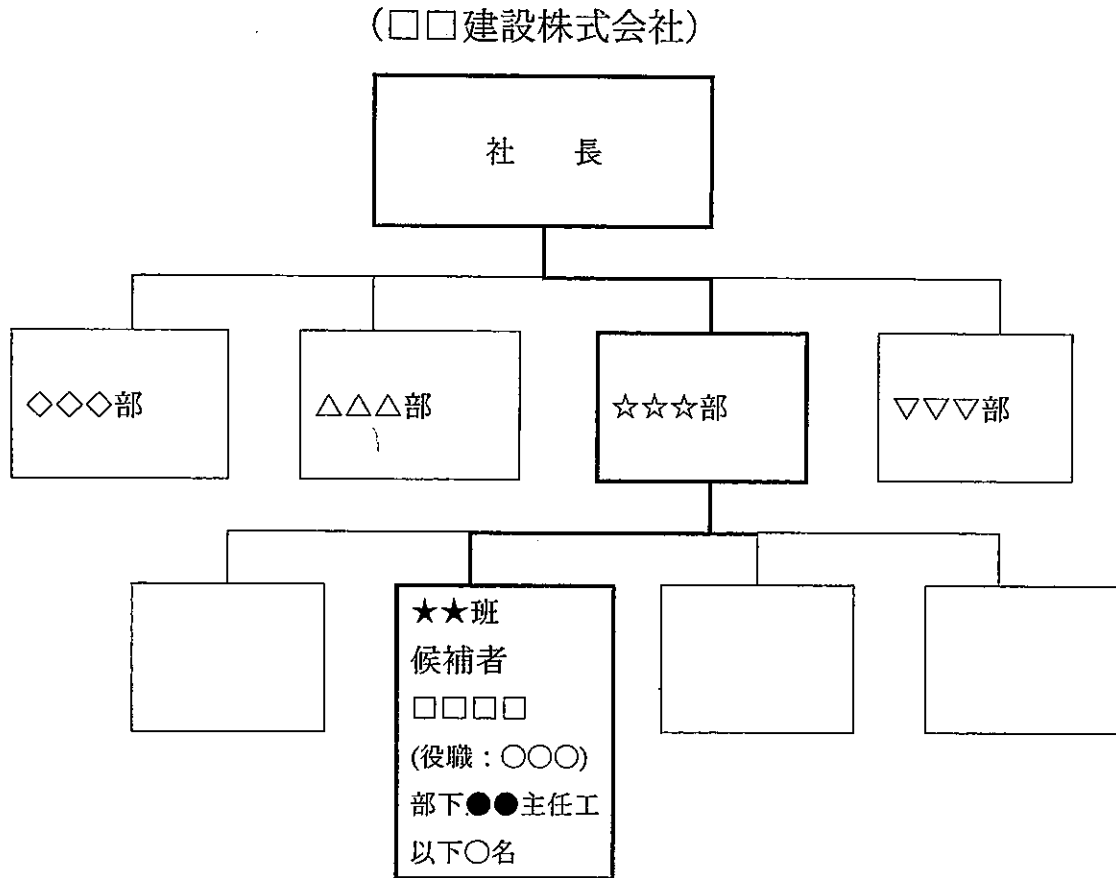 （□□建設株式会社）
社　長
◇◇◇部
△△△部
☆☆☆部
▽▽▽部
★★班
候補者
□□□□
(役職：○○○)
部下●●主任工
以下○名